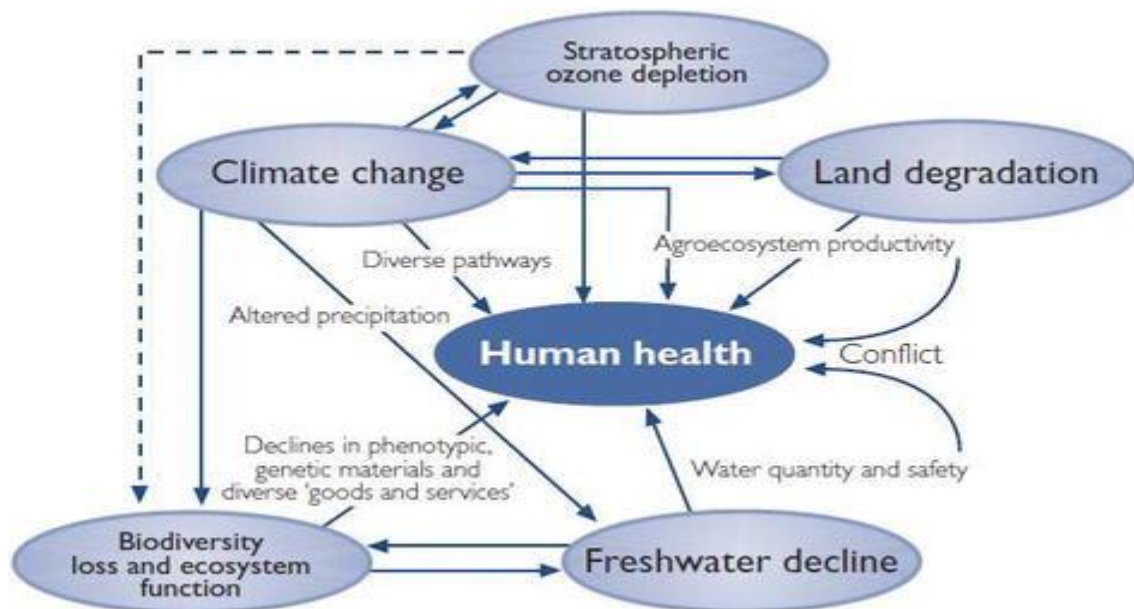 Stratospheric
ozone depletion
Climate change
Land degradation
Diverse pathways
Agroecosystem productivity
Altered precipitation
Human health
Conflict
Declines in phenotypic,
genetic materials and
diverse ‘goods and services’
Water quantity and safety
Biodiversity
loss and ecosystem
function
Freshwater decline